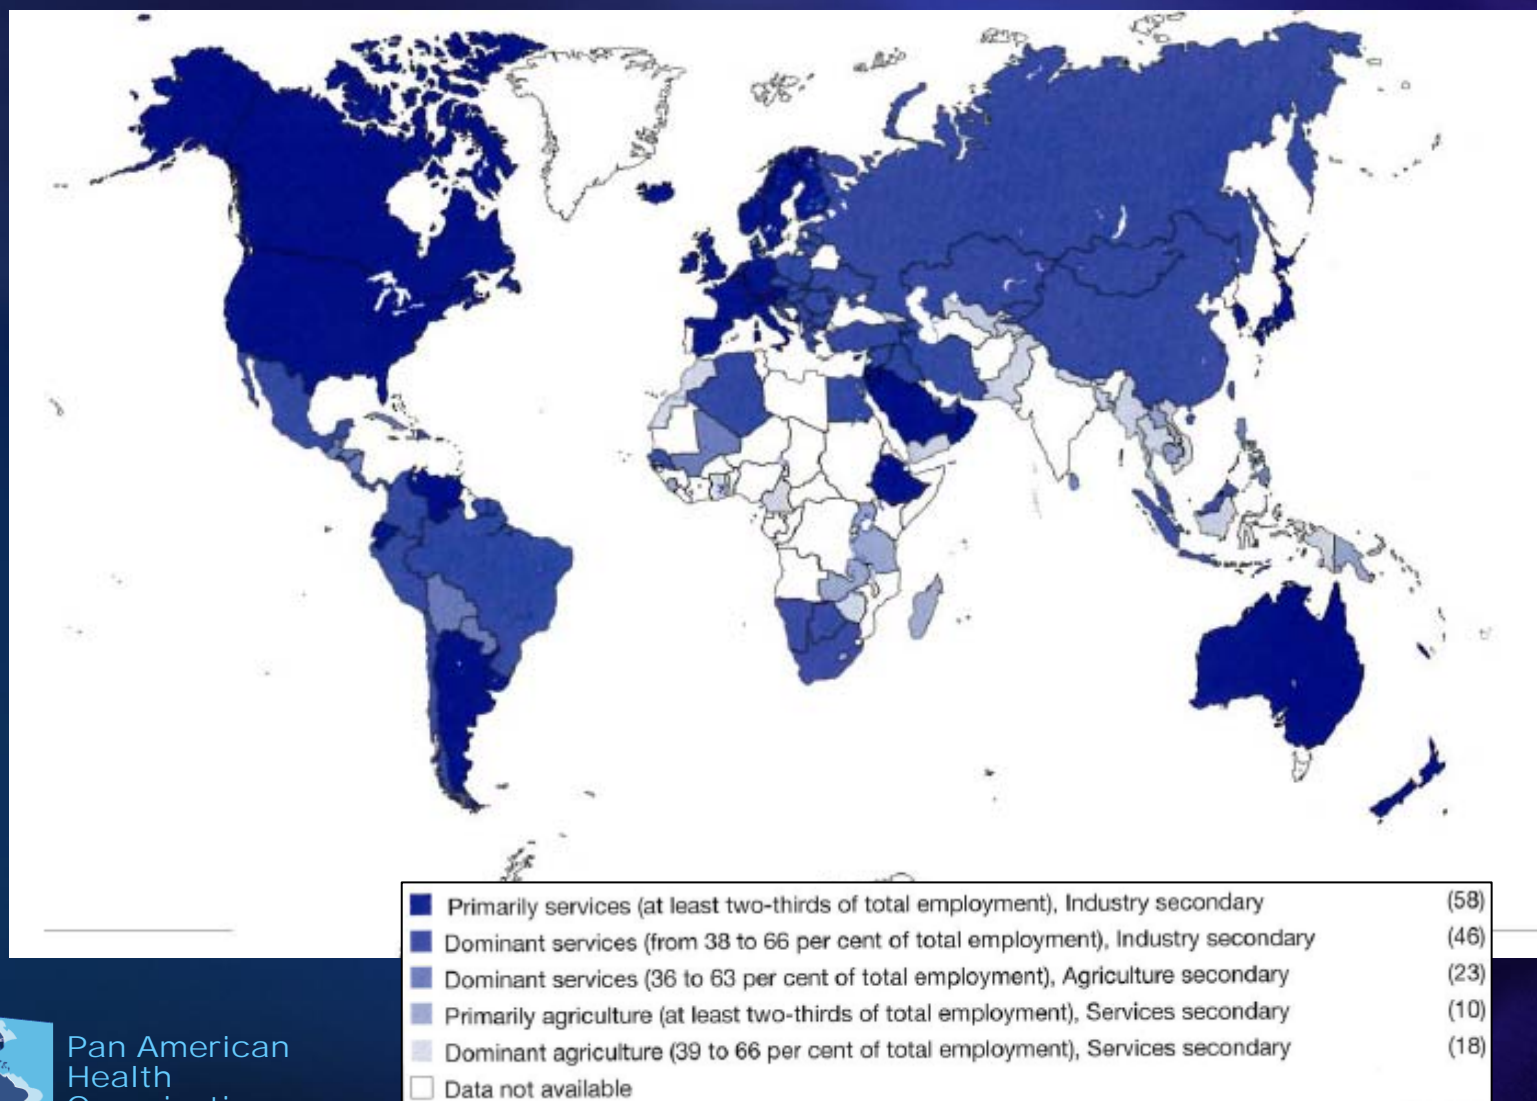 Primarily services (at least two-thirds of total employment), Industry secondary (58)
Dominant services (from 38 to 66 per cent of total employment), Industry secondary (46)
Dominant services (36 to 63 per cent of total employment), Agriculture secondary (23)
Primarily agriculture (at least two-thirds of total employment), Services secondary (10)
Dominant agriculture (39 to 66 per cent of total employment), Services secondary (18)
Data not available
Pan American
Health